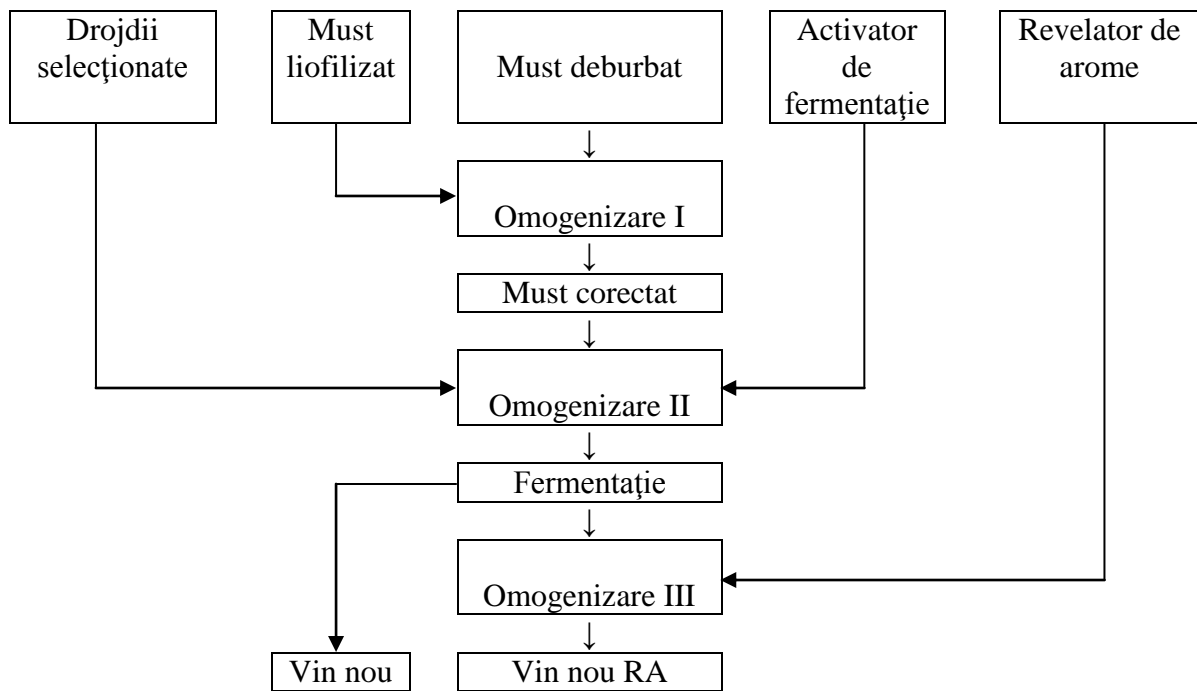 Drojdii
selecţionate
Must
liofilizat
Must deburbat
Activator
de
fermentaţie
Revelator de
arome
↓
Omogenizare I
↓
Must corectat
↓
Omogenizare II
↓
Fermentaţie
↓
Omogenizare III
↓
Vin nou
Vin nou RA